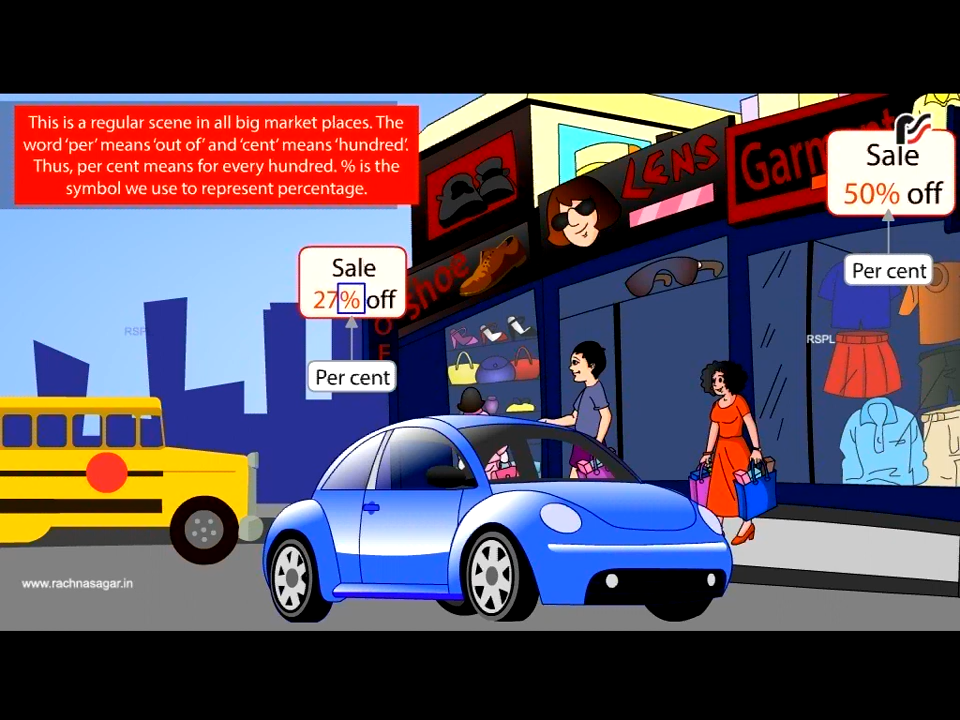 This is a regular scene in all big market places. The
word ‘per’ means ‘out of’ and ‘cent’ means ‘hundred’.
Thus, per cent means for every hundred. % is the
symbol we use to represent percentage.
LENS
Garment
Sale
50% off
Per cent
Sale
27% off
Shoe
OF
Per cent
RSPL
RSPL
www.rachnasagar.in